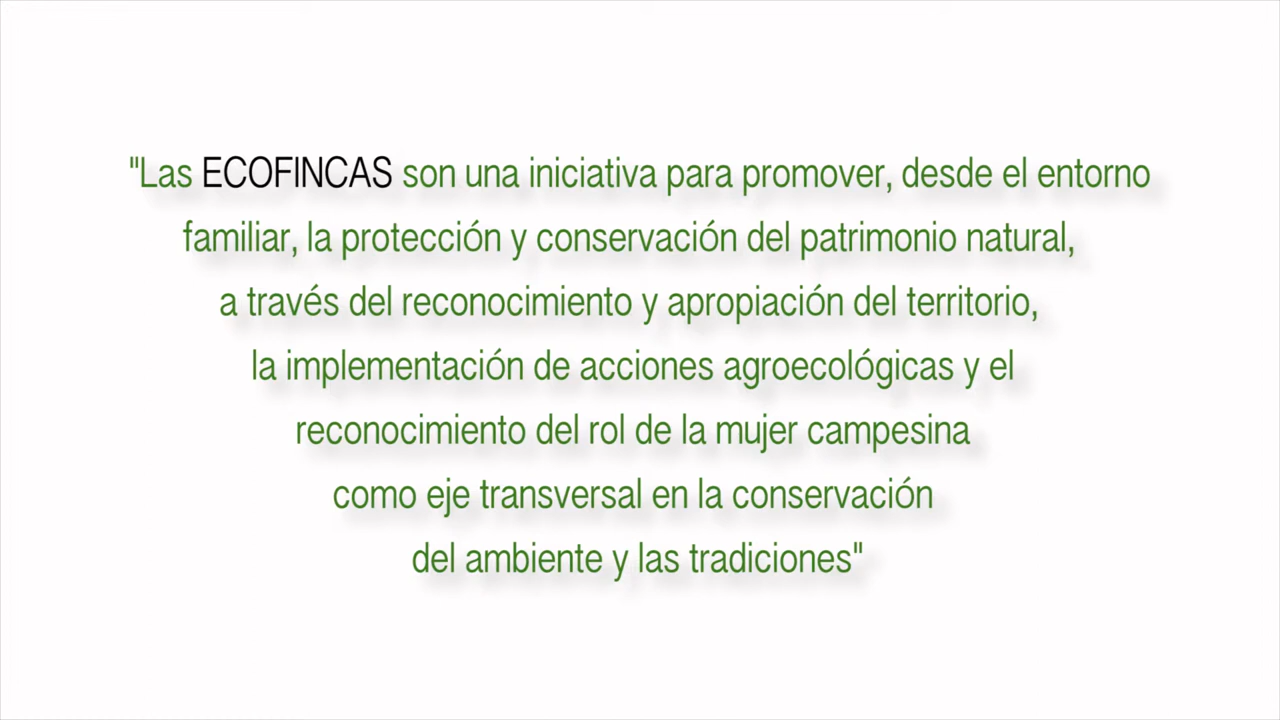 "Las ECOFINCAS son una iniciativa para promover, desde el entorno
familiar, la protección y conservación del patrimonio natural,
a través del reconocimiento y apropiación del territorio,
la implementación de acciones agroecológicas y el
reconocimiento del rol de la mujer campesina
como eje transversal en la conservación
del ambiente y las tradiciones"